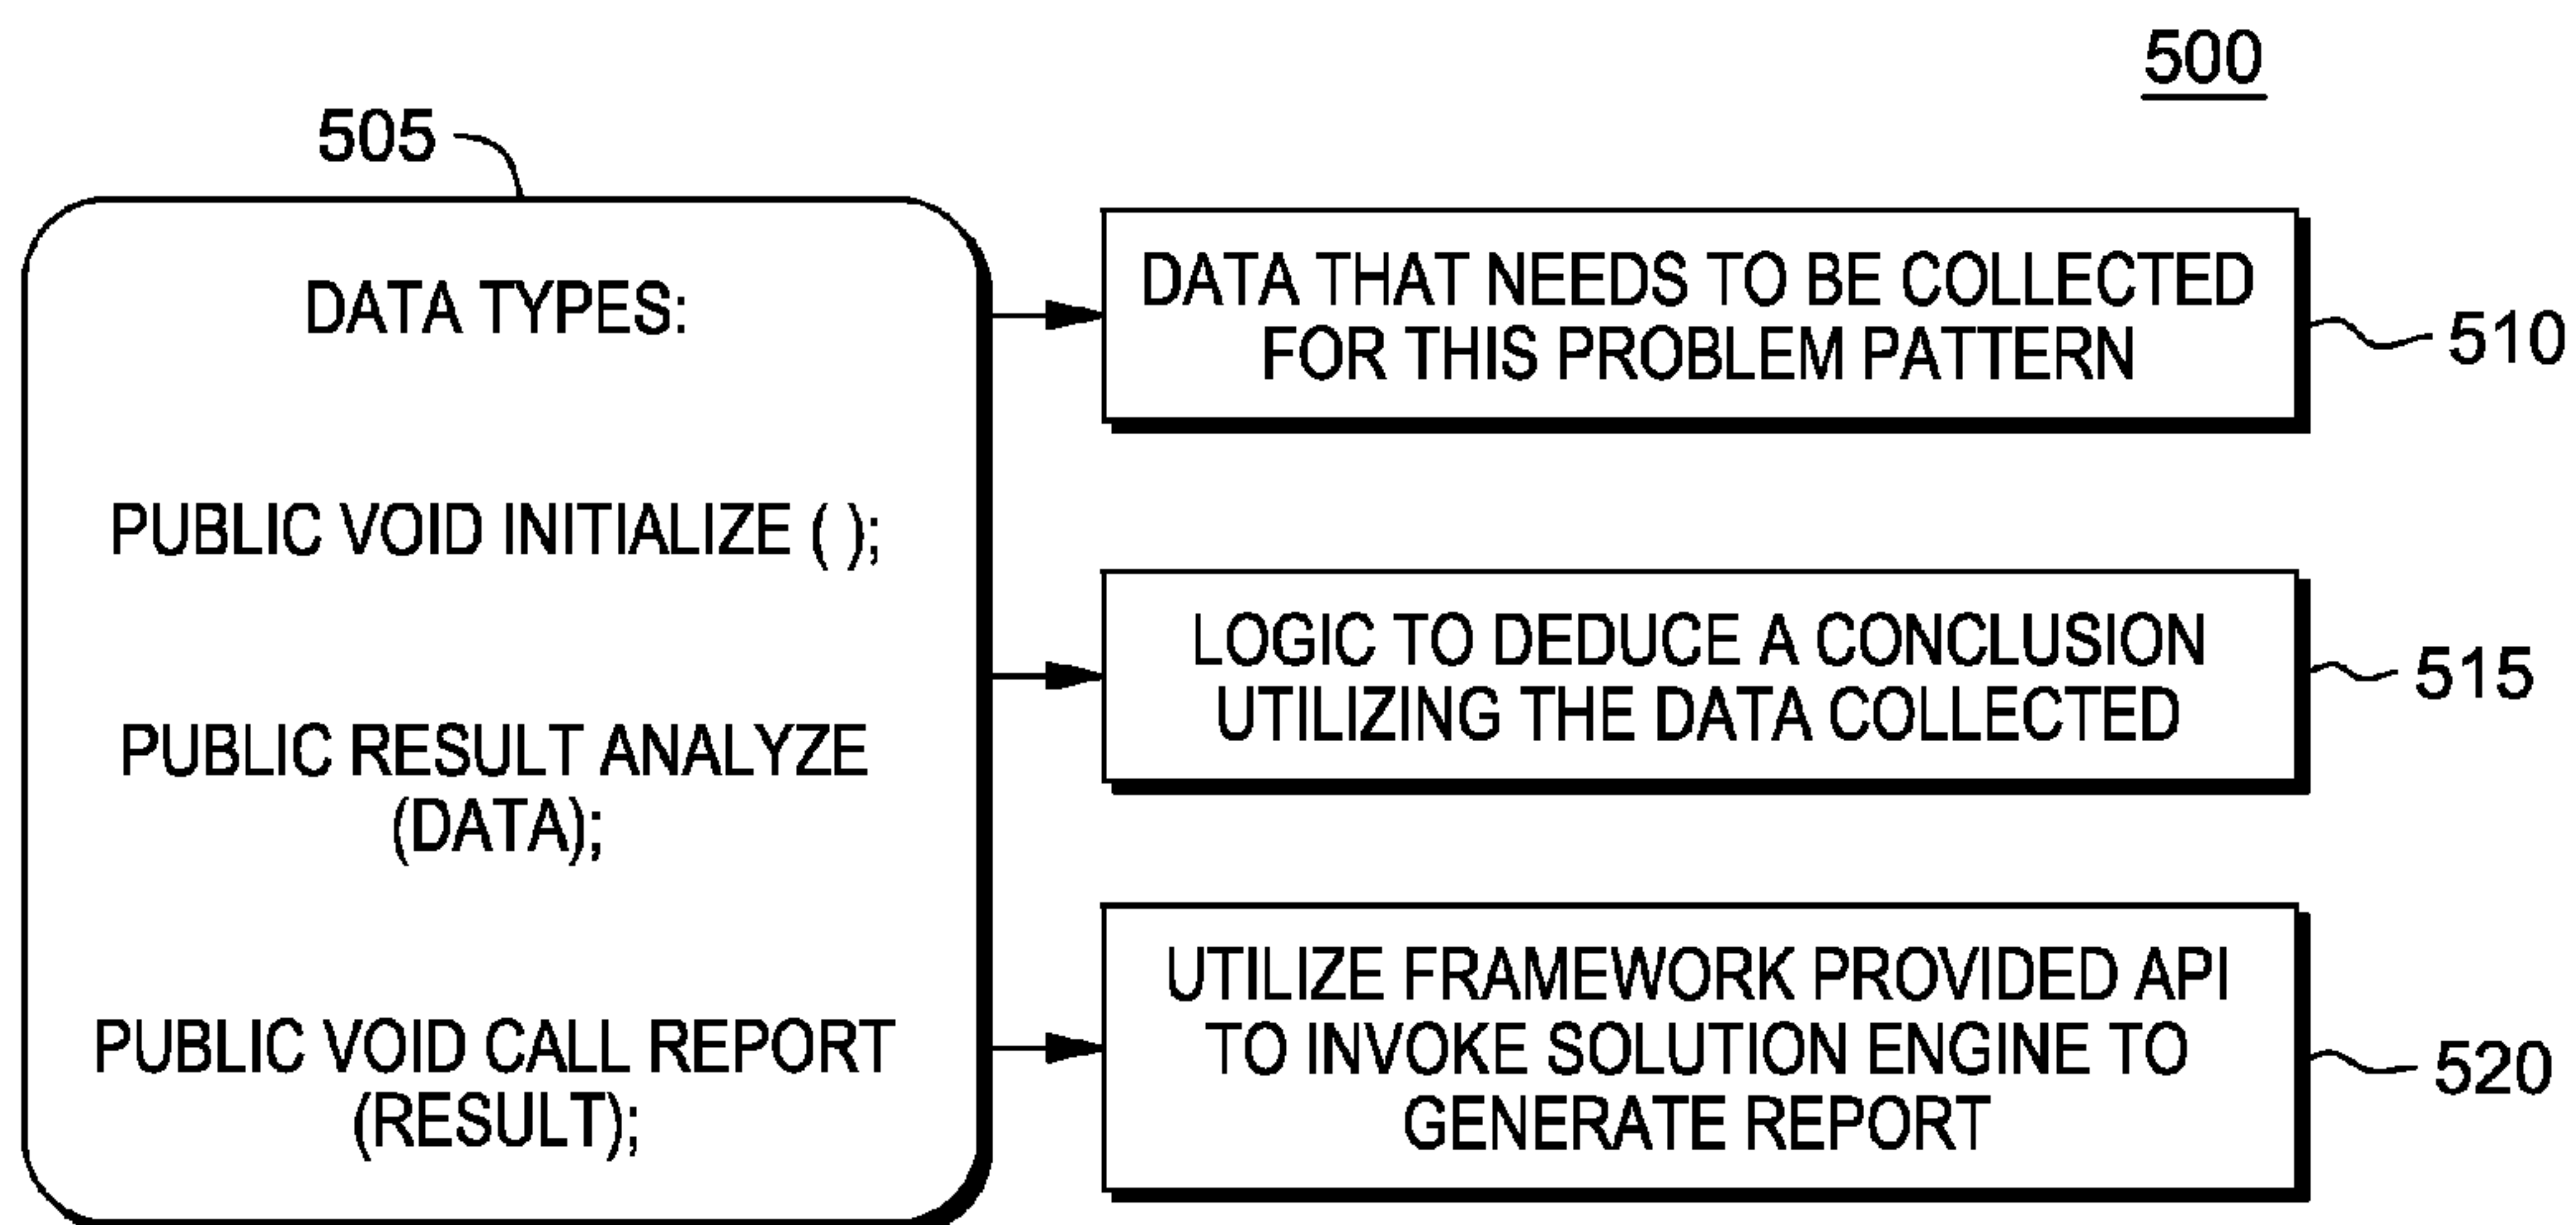 500
505
DATA TYPES:
PUBLIC VOID INITIALIZE ( );
PUBLIC RESULT ANALYZE
(DATA);
PUBLIC VOID CALL REPORT
(RESULT);
DATA THAT NEEDS TO BE COLLECTED
FOR THIS PROBLEM PATTERN
510
LOGIC TO DEDUCE A CONCLUSION
UTILIZING THE DATA COLLECTED
515
UTILIZE FRAMEWORK PROVIDED API
TO INVOKE SOLUTION ENGINE TO
GENERATE REPORT
520